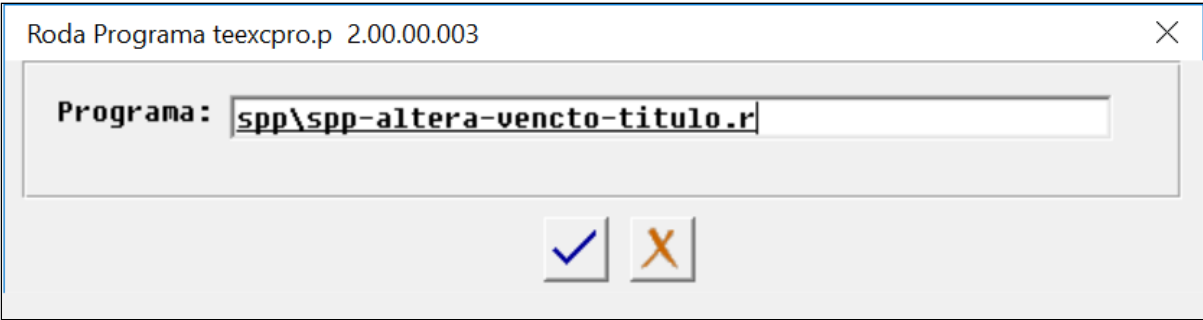 Roda Programa teexcpro.p 2.00.00.003
Programa: spp\spp-altera-vencto-titulo.r